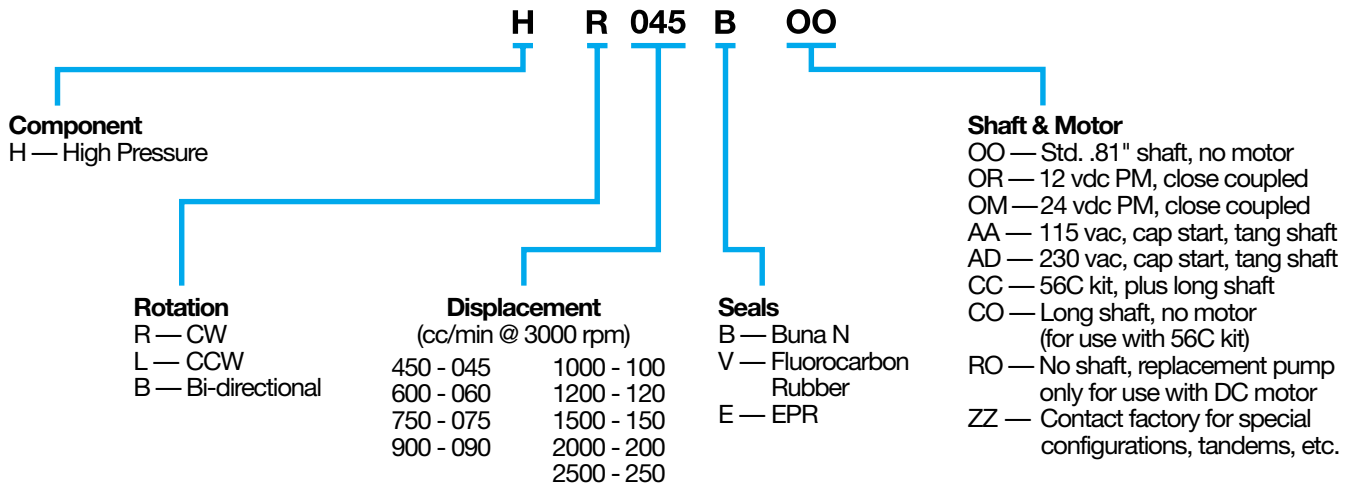 H R 045 B OO
Component
H — High Pressure
Rotation
R — CW
L — CCW
B — Bi-directional
Displacement
(cc/min @ 3000 rpm)
450 - 045
600 - 060
750 - 075
900 - 090
1000 - 100
1200 - 120
1500 - 150
2000 - 200
2500 - 250
Seals
B — Buna N
V — Fluorocarbon
Rubber
E — EPR
Shaft & Motor
OO — Std. .81" shaft, no motor
OR — 12 vdc PM, close coupled
OM — 24 vdc PM, close coupled
AA — 115 vac, cap start, tang shaft
AD — 230 vac, cap start, tang shaft
CC — 56C kit, plus long shaft
CO — Long shaft, no motor
(for use with 56C kit)
RO — No shaft, replacement pump
only for use with DC motor
ZZ — Contact factory for special
configurations, tandems, etc.